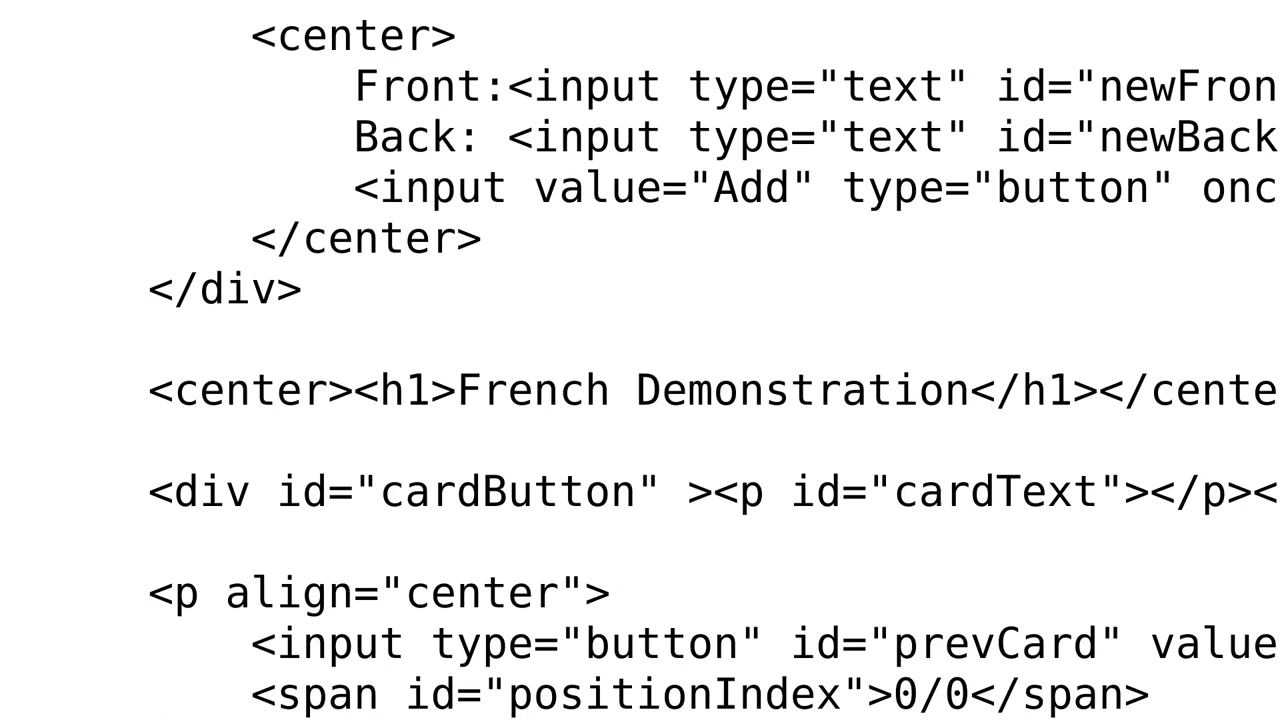 <center>
Front:<input type="text" id="newFron
Back: <input type="text" id="newBack
<input value="Add" type="button" onc
</center>
</div>
<center><h1>French Demonstration</h1></cente
<div id="cardButton" ><p id="cardText"></p><
<p align="center">
<input type="button" id="prevCard" value
<span id="positionIndex">0/0</span>